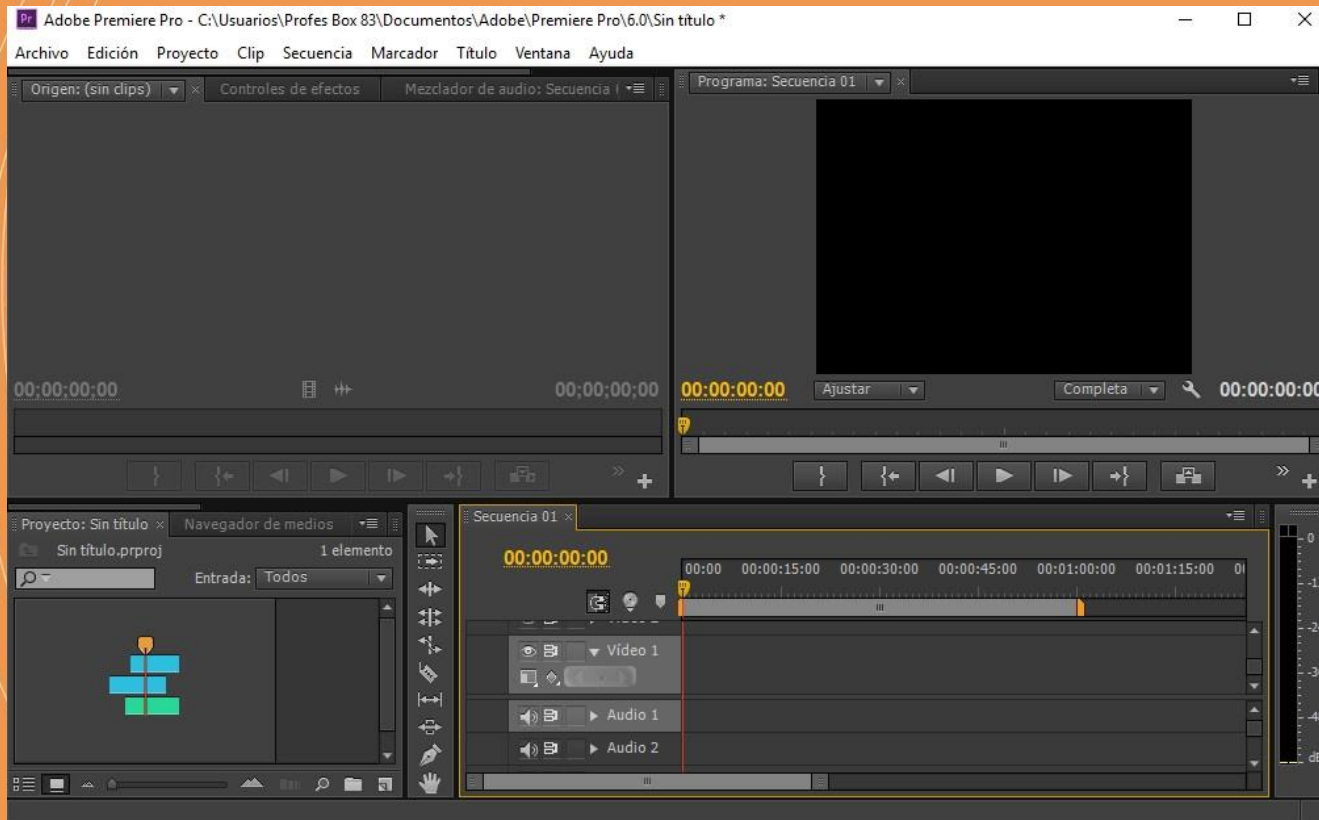 Pr Adobe Premiere Pro - C:\Usuarios\Profes Box 83\Documentos\Adobe\Premiere Pro\6.0\Sin título *
Archivo Edición Proyecto Clip Secuencia Marcador Título Ventana Ayuda
Origen: (sin clips) Controles de efectos Mezclador de audio: Secuencia
Programa: Secuencia 01
00;00;00;00 00;00;00;00
00:00:00:00 Ajustar Completa 00:00:00:00
Proyecto: Sin título Navegador de medios
Sin título.prproj 1 elemento
Entrada: Todos
Secuencia 01
00:00:00:00
00:00 00:00:15:00 00:00:30:00 00:00:45:00 00:01:00:00 00:01:15:00
Vídeo 1
Audio 1
Audio 2
0
dB